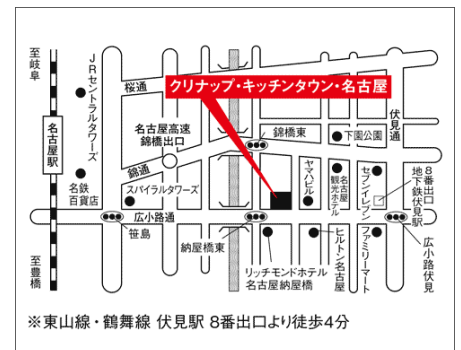 至岐阜
JRセントラルタワーズ
桜通
クリナップ・キッチンタウン・名古屋
伏見通
名古屋駅
名古屋高速
錦橋出口
錦橋東
下園公園
8番出口
地下鉄伏見駅
錦通
名鉄
百貨店
スパイラルタワーズ
ヤマハビル
名古屋
観光ホテル
セブンイレブン
広小路通
笹島
納屋橋東
至豊橋
リッチモンドホテル
名古屋納屋橋
ヒルトン名古屋
ファミリーマート
広小路伏見
※東山線・鶴舞線 伏見駅 8番出口より徒歩4分